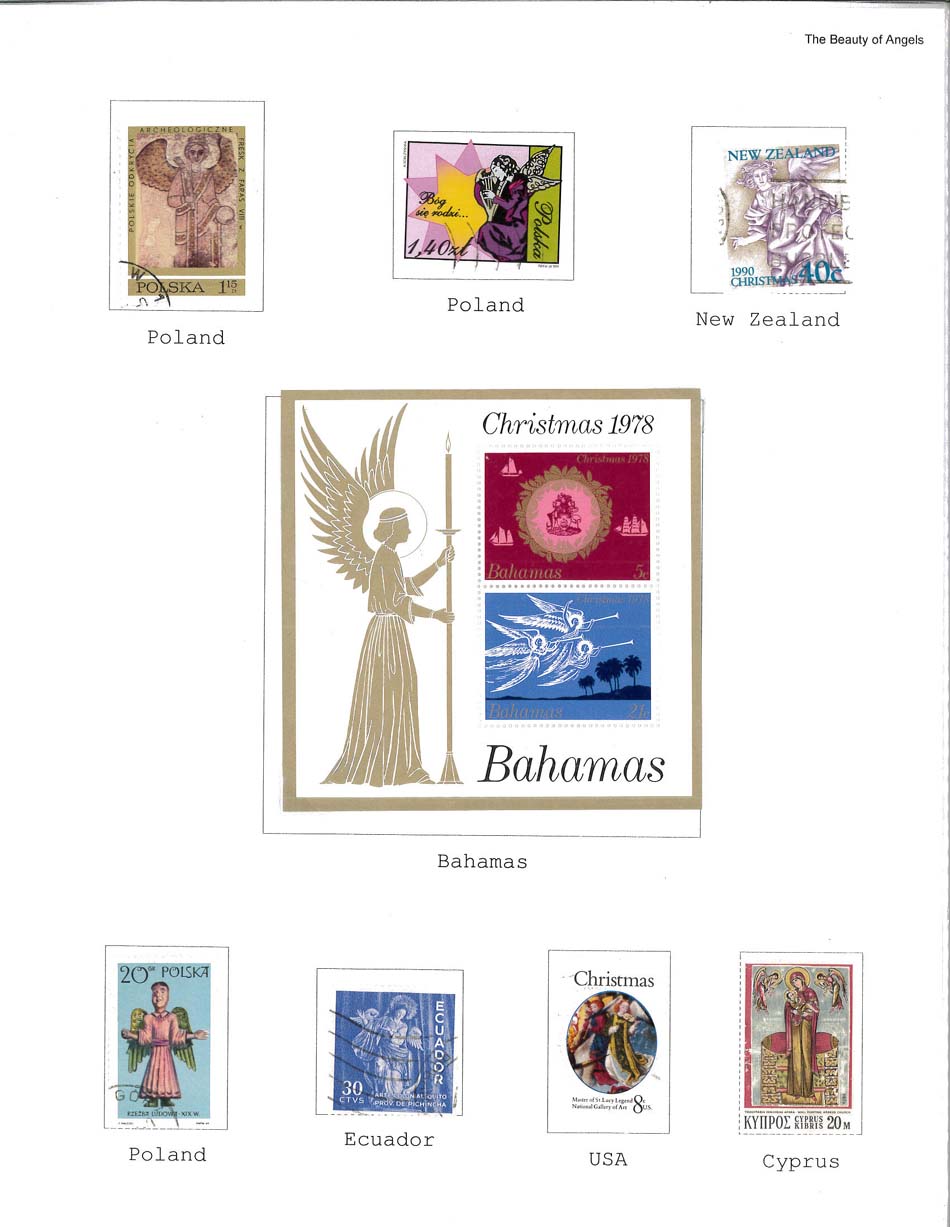 The Beauty of Angels
ARCHEOLOGICZNE
POLSKIE ODKRYCIA
FRESK Z FARAS VIII w
POLSKA 1 15
Poland
Bóg
się rodzi...
1,40zł
Polska
Poland
NEW ZEALAND
1990
CHRISTMAS 40c
New Zealand
Christmas 1978
Christmas 1978
Bahamas 5c
Christmas 1978
Bahamas 21c
Bahamas
Bahamas
20 GR POLSKA
RZEŹBA LUDOWA · XIX W.
Poland
ECUADOR
30
CTVS
QUITO
PROV. DE PICHINCHA
Ecuador
Christmas
Master of St. Lucy Legend
National Gallery of Art
8c
US.
USA
ΚΥΠΡΟΣ CYPRUS KIBRIS 20 M
Cyprus